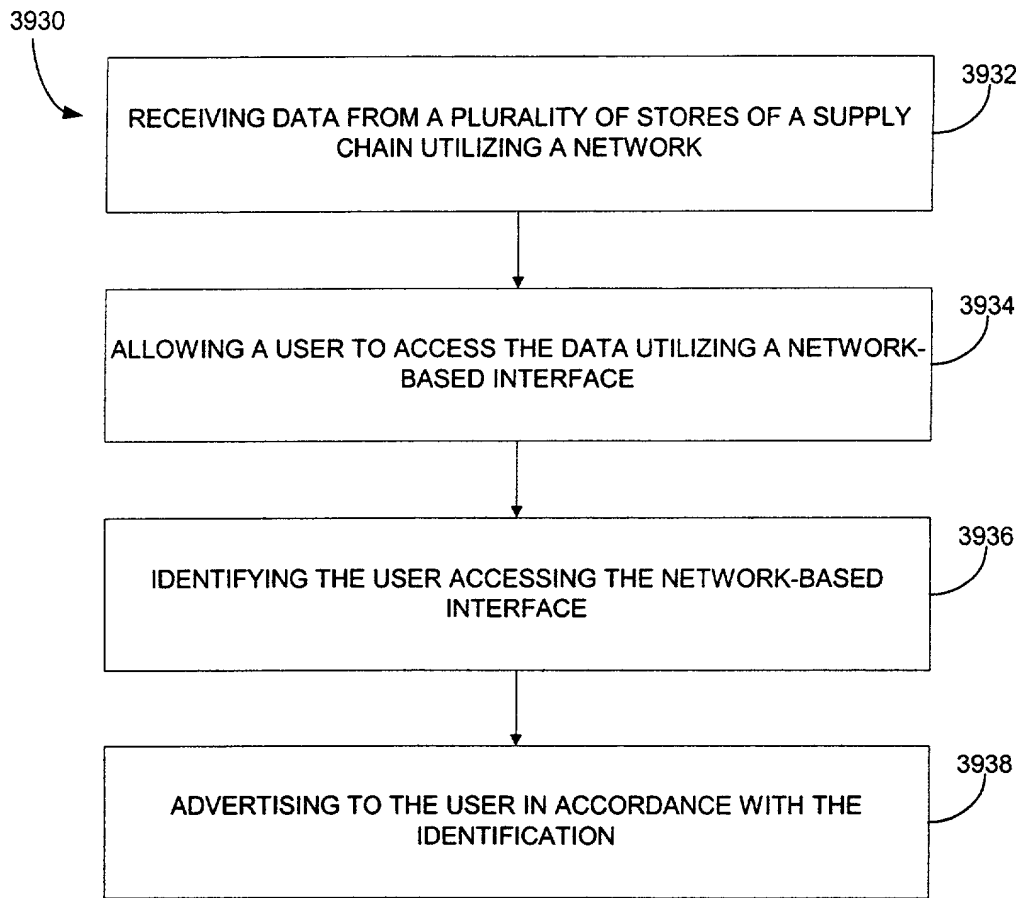 3930
3932
RECEIVING DATA FROM A PLURALITY OF STORES OF A SUPPLY
CHAIN UTILIZING A NETWORK
3934
ALLOWING A USER TO ACCESS THE DATA UTILIZING A NETWORK-
BASED INTERFACE
3936
IDENTIFYING THE USER ACCESSING THE NETWORK-BASED
INTERFACE
3938
ADVERTISING TO THE USER IN ACCORDANCE WITH THE
IDENTIFICATION